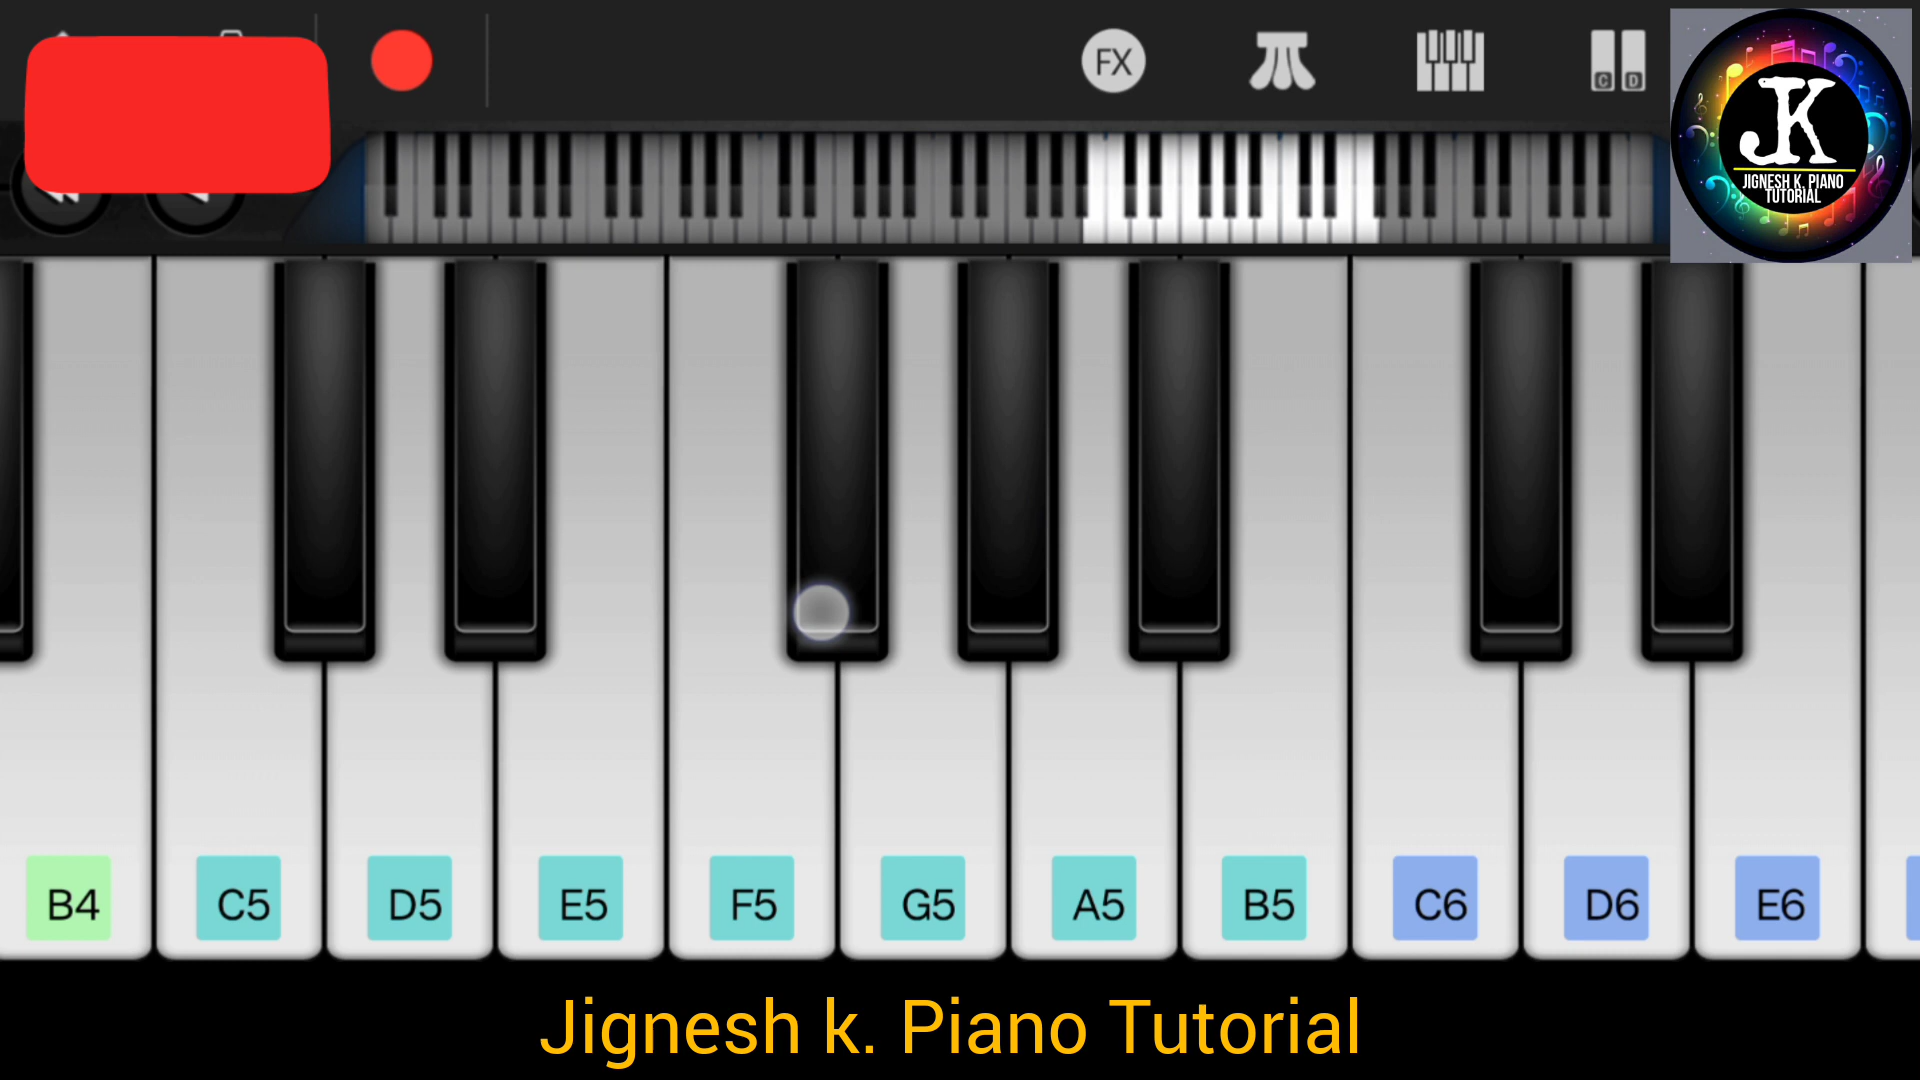 FX
C D
JK
JIGNESH K. PIANO
TUTORIAL
B4 C5 D5 E5 F5 G5 A5 B5 C6 D6 E6
Jignesh k. Piano Tutorial